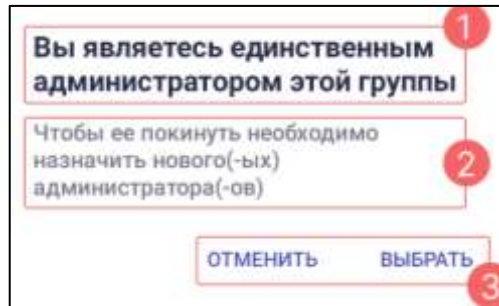 1
Вы являетесь единственным
администратором этой группы
Чтобы ее покинуть необходимо
назначить нового(-ых)
администратора(-ов)
2
ОТМЕНИТЬ ВЫБРАТЬ
3